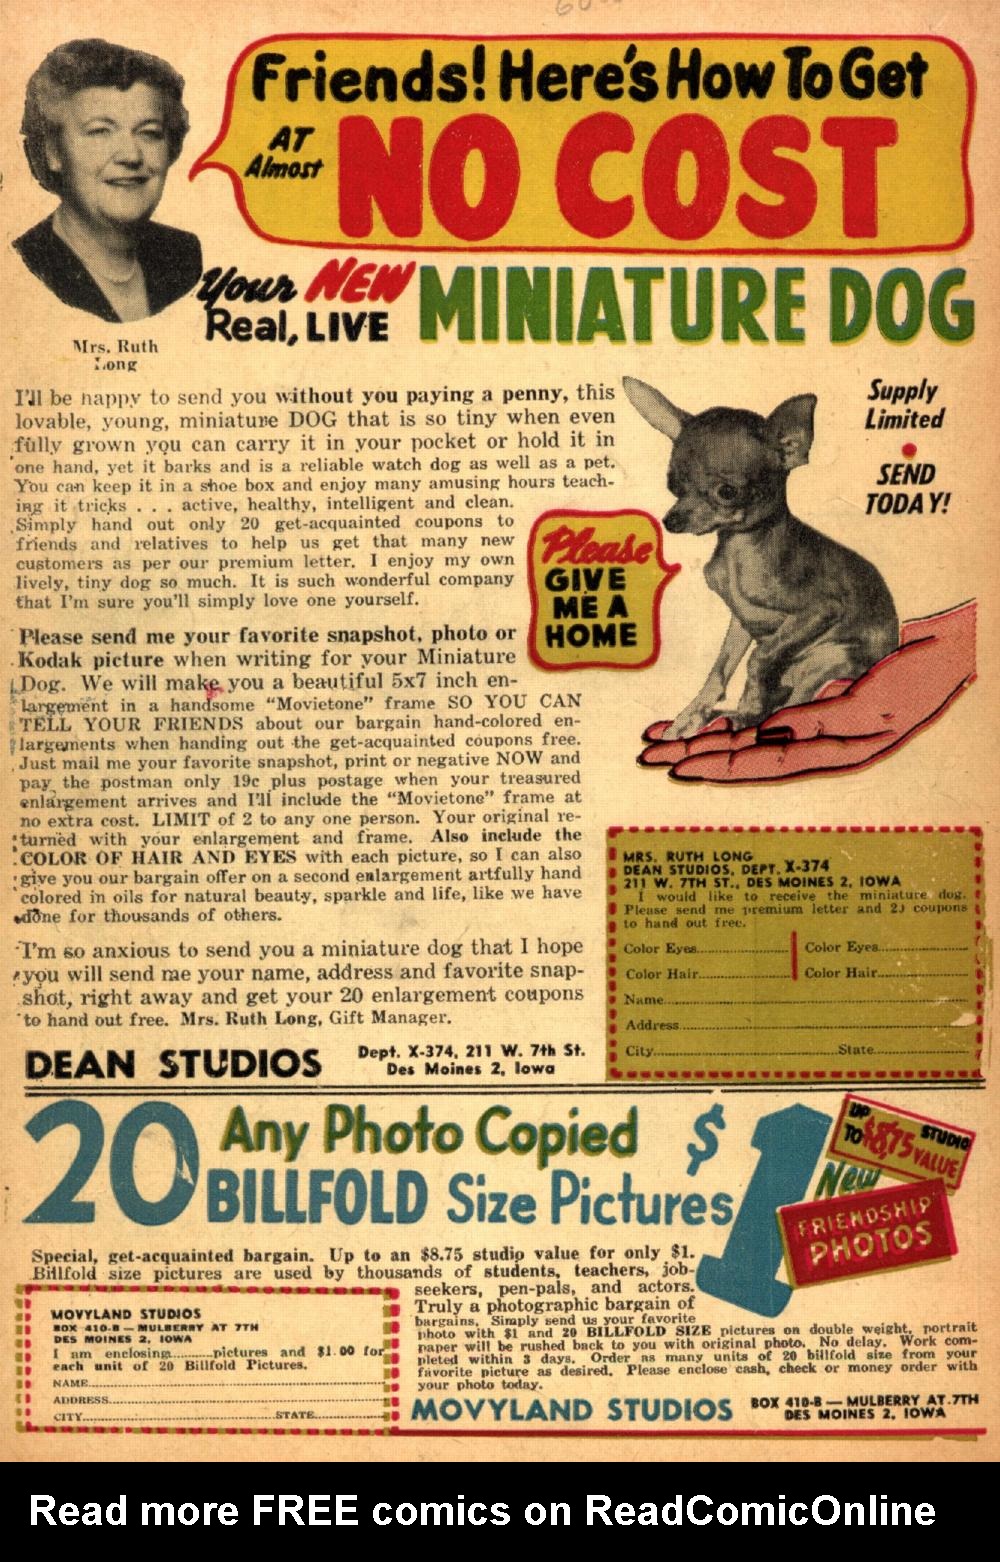 Friends! Here's How To Get
AT
Almost
NO COST
Your NEW
Real, LIVE
MINIATURE DOG
Mrs. Ruth
Long
I'll be happy to send you without you paying a penny, this
lovable, young, miniature DOG that is so tiny when even
fully grown you can carry it in your pocket or hold it in
one hand, yet it barks and is a reliable watch dog as well as a pet.
You can keep it in a shoe box and enjoy many amusing hours teach-
ing it tricks . . . active, healthy, intelligent and clean.
Simply hand out only 20 get-acquainted coupons to
friends and relatives to help us get that many new
customers as per our premium letter. I enjoy my own
lively, tiny dog so much. It is such wonderful company
that I'm sure you'll simply love one yourself.
Supply
Limited
•
SEND
TODAY!
Please
GIVE
ME A
HOME
Please send me your favorite snapshot, photo or
Kodak picture when writing for your Miniature
Dog. We will make you a beautiful 5x7 inch en-
largement in a handsome "Movietone" frame SO YOU CAN
TELL YOUR FRIENDS about our bargain hand-colored en-
largements when handing out the get-acquainted coupons free.
Just mail me your favorite snapshot, print or negative NOW and
pay the postman only 19c plus postage when your treasured
enlargement arrives and I'll include the "Movietone" frame at
no extra cost. LIMIT of 2 to any one person. Your original re-
turned with your enlargement and frame. Also include the
COLOR OF HAIR AND EYES with each picture, so I can also
give you our bargain offer on a second enlargement artfully hand
colored in oils for natural beauty, sparkle and life, like we have
done for thousands of others.
I'm so anxious to send you a miniature dog that I hope
you will send me your name, address and favorite snap-
shot, right away and get your 20 enlargement coupons
to hand out free. Mrs. Ruth Long, Gift Manager.
DEAN STUDIOS
Dept. X-374, 211 W. 7th St.
Des Moines 2, Iowa
MRS. RUTH LONG
DEAN STUDIOS, DEPT. X-374
211 W. 7TH ST., DES MOINES 2, IOWA
I would like to receive the miniature dog.
Please send me premium letter and 20 coupons
to hand out free.
Color Eyes.................... Color Eyes....................
Color Hair.................... Color Hair....................
Name....................
Address....................
City....................State....................
20 Any Photo Copied
BILLFOLD Size Pictures
$1
UP
TO $8.75 STUDIO
VALUE
New
FRIENDSHIP
PHOTOS
Special, get-acquainted bargain. Up to an $8.75 studio value for only $1.
Billfold size pictures are used by thousands of students, teachers, job-
seekers, pen-pals, and actors.
Truly a photographic bargain of
bargains. Simply send us your favorite
photo with $1 and 20 BILLFOLD SIZE pictures on double weight, portrait
paper will be rushed back to you with original photo. No delay. Work com-
pleted within 3 days. Order as many units of 20 billfold size from your
favorite picture as desired. Please enclose cash, check or money order with
your photo today.
MOVYLAND STUDIOS
BOX 410-B — MULBERRY AT 7TH
DES MOINES 2, IOWA
MOVYLAND STUDIOS
BOX 410-B — MULBERRY AT 7TH
DES MOINES 2, IOWA
I am enclosing..........pictures and $1.00 for
each unit of 20 Billfold Pictures.
NAME....................
ADDRESS....................
CITY....................STATE....................
Read more FREE comics on ReadComicOnline